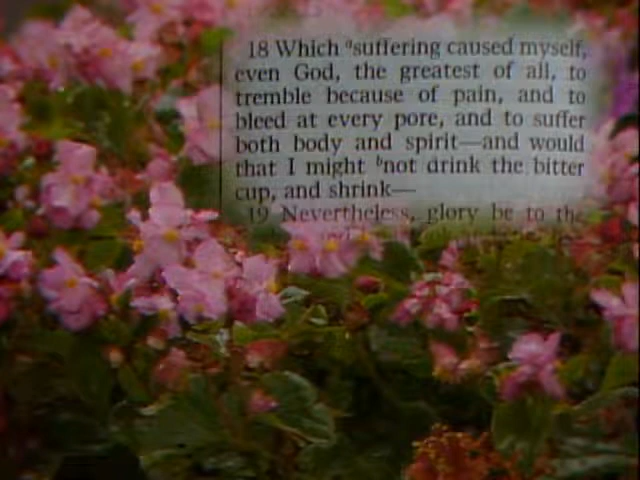 18 Which ᵃsuffering caused myself,
even God, the greatest of all, to
tremble because of pain, and to
bleed at every pore, and to suffer
both body and spirit—and would
that I might ᵇnot drink the bitter
cup, and shrink—
19 Nevertheless, glory be to the